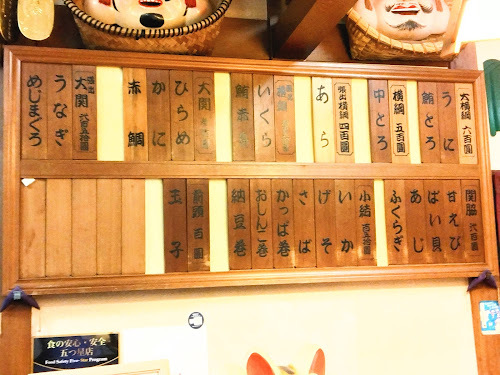 大横綱 六百圓
うに
鮪とろ
横綱 五百圓
中とろ
張出横綱 四百圓
あら
いくら
鮪赤身
大関
ひらめ
かに
赤鯛
張出大関 弐百五拾圓
うなぎ
めじまぐろ
関脇 弐百圓
甘えび
ばい貝
あじ
ふくらぎ
小結 百五拾圓
いか
げそ
さば
かっぱ巻
おしんこ巻
納豆巻
前頭 百圓
玉子
食の安心・安全
五つ星店
Food Safety Five-Star Program